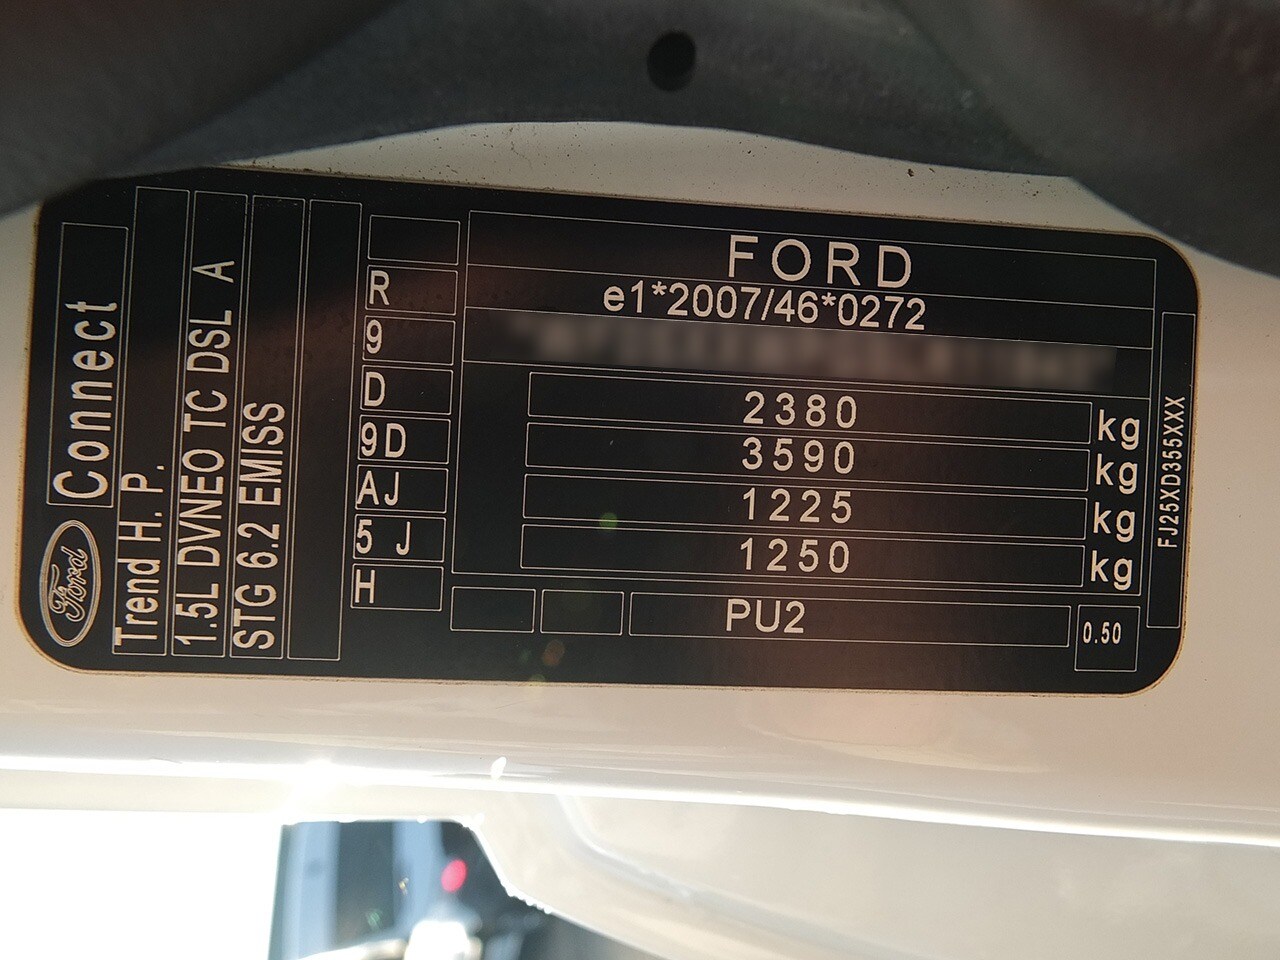 FORD
e1*2007/46*0272
2380 kg
3590 kg
1225 kg
1250 kg
PU2
0.50
FJ25XD355XXX
R
9
D
9D
AJ
5 J
H
Ford
Connect
Trend H. P.
1.5L DVNEO TC DSL A
STG 6.2 EMISS